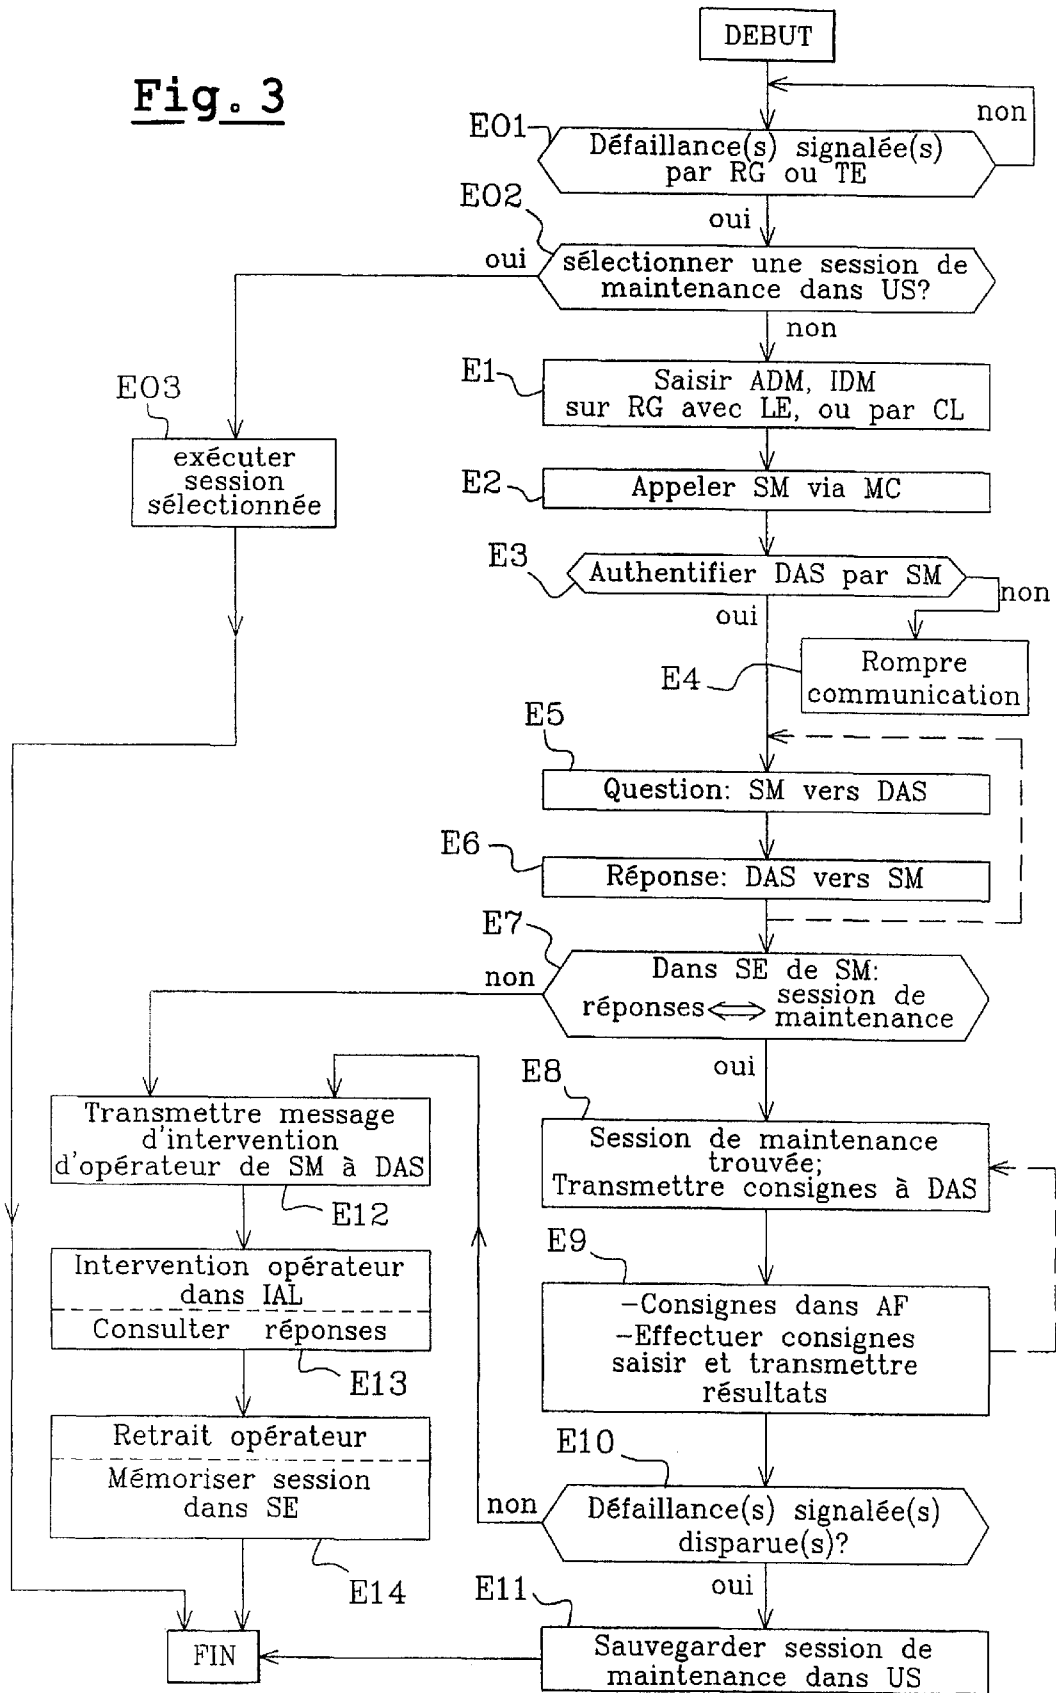 DEBUT
Fig. 3
non
E01
Défaillance(s) signalée(s)
par RG ou TE
E02
oui
oui
sélectionner une session de
maintenance dans US?
non
E03
exécuter
session
sélectionnée
E1
Saisir ADM, IDM
sur RG avec LE, ou par CL
E2
Appeler SM via MC
E3
Authentifier DAS par SM
non
oui
E4
Rompre
communication
E5
Question: SM vers DAS
E6
Réponse: DAS vers SM
E7
non
Dans SE de SM:
réponses ⟺ session de
maintenance
oui
E8
Transmettre message
d'intervention
d'opérateur de SM à DAS
E12
Session de maintenance
trouvée;
Transmettre consignes à DAS
E9
Intervention opérateur
dans IAL
Consulter réponses
E13
-Consignes dans AF
-Effectuer consignes
saisir et transmettre
résultats
Retrait opérateur
Mémoriser session
dans SE
E14
E10
non
Défaillance(s) signalée(s)
disparue(s)?
oui
E11
FIN
Sauvegarder session de
maintenance dans US